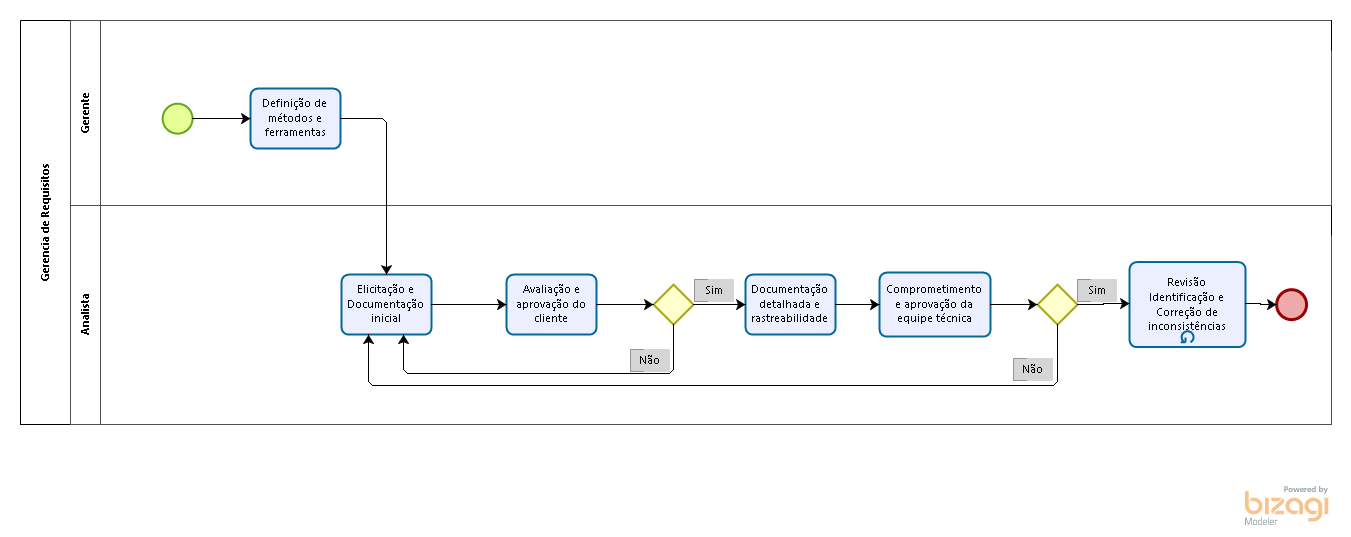 Gerencia de Requisitos
Gerente
Definição de
métodos e
ferramentas
Analista
Elicitação e
Documentação
inicial
Avaliação e
aprovação do
cliente
Sim
Não
Documentação
detalhada e
rastreabilidade
Comprometimento
e aprovação da
equipe técnica
Sim
Não
Revisão
Identificação e
Correção de
inconsistências
Powered by
bizagi
Modeler